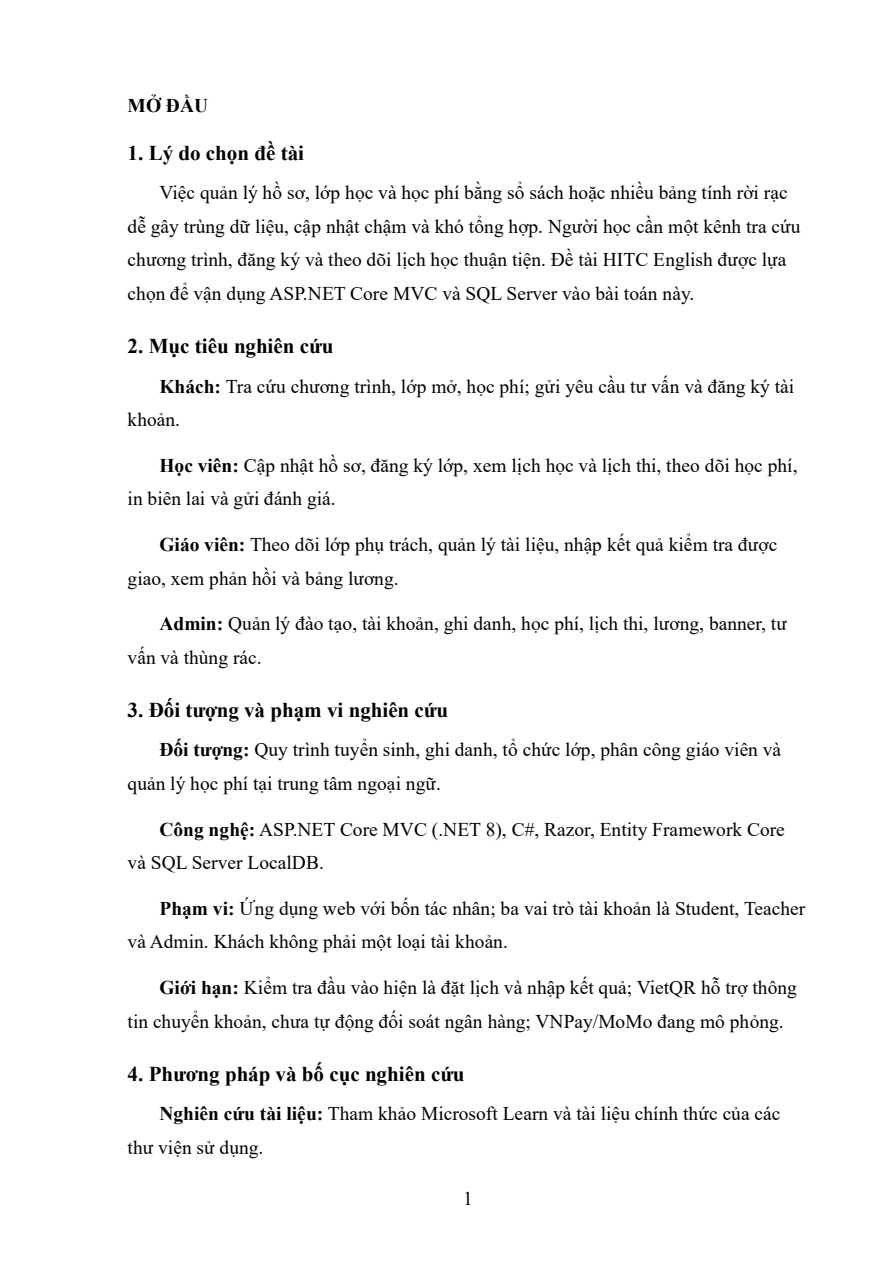 MỞ ĐẦU
1. Lý do chọn đề tài
Việc quản lý hồ sơ, lớp học và học phí bằng sổ sách hoặc nhiều bảng tính rời rạc
dễ gây trùng dữ liệu, cập nhật chậm và khó tổng hợp. Người học cần một kênh tra cứu
chương trình, đăng ký và theo dõi lịch học thuận tiện. Đề tài HITC English được lựa
chọn để vận dụng ASP.NET Core MVC và SQL Server vào bài toán này.
2. Mục tiêu nghiên cứu
Khách: Tra cứu chương trình, lớp mở, học phí; gửi yêu cầu tư vấn và đăng ký tài
khoản.
Học viên: Cập nhật hồ sơ, đăng ký lớp, xem lịch học và lịch thi, theo dõi học phí,
in biên lai và gửi đánh giá.
Giáo viên: Theo dõi lớp phụ trách, quản lý tài liệu, nhập kết quả kiểm tra được
giao, xem phản hồi và bảng lương.
Admin: Quản lý đào tạo, tài khoản, ghi danh, học phí, lịch thi, lương, banner, tư
vấn và thùng rác.
3. Đối tượng và phạm vi nghiên cứu
Đối tượng: Quy trình tuyển sinh, ghi danh, tổ chức lớp, phân công giáo viên và
quản lý học phí tại trung tâm ngoại ngữ.
Công nghệ: ASP.NET Core MVC (.NET 8), C#, Razor, Entity Framework Core
và SQL Server LocalDB.
Phạm vi: Ứng dụng web với bốn tác nhân; ba vai trò tài khoản là Student, Teacher
và Admin. Khách không phải một loại tài khoản.
Giới hạn: Kiểm tra đầu vào hiện là đặt lịch và nhập kết quả; VietQR hỗ trợ thông
tin chuyển khoản, chưa tự động đối soát ngân hàng; VNPay/MoMo đang mô phỏng.
4. Phương pháp và bố cục nghiên cứu
Nghiên cứu tài liệu: Tham khảo Microsoft Learn và tài liệu chính thức của các
thư viện sử dụng.
1